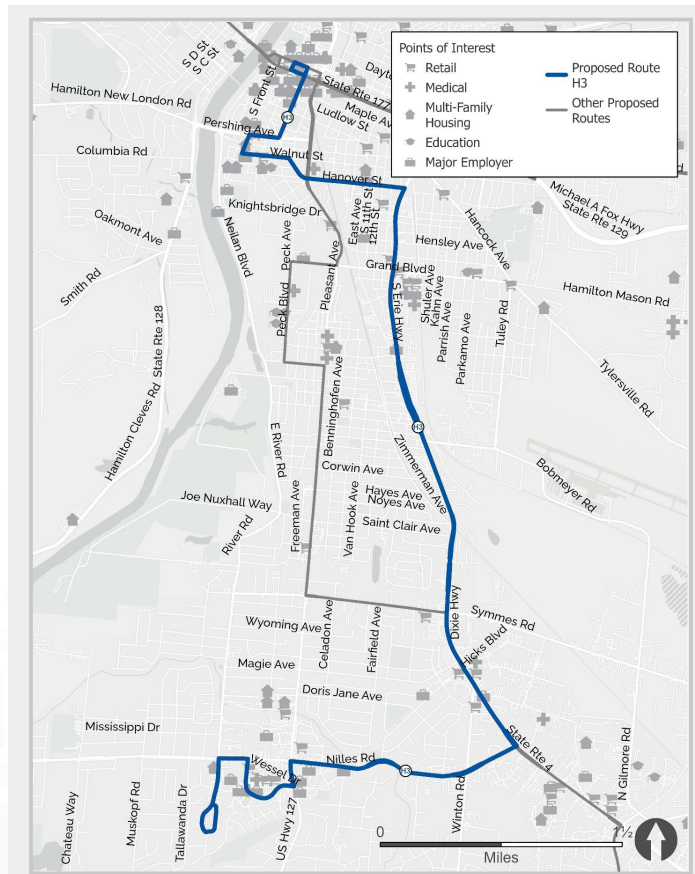 Points of Interest
Retail
Medical
Multi-Family
Housing
Education
Major Employer
Proposed Route
H3
Other Proposed
Routes
S D St
S C St
S Front St
State Rte 177
Hamilton New London Rd
Ludlow St
Maple Av
Dayt
Pershing Ave
H3
Columbia Rd
Walnut St
Hanover St
Michael A Fox Hwy
State Rte 129
Knightsbridge Dr
East Ave
S 11th St
12th St
Hancock Ave
Oakmont Ave
Neilan Blvd
Peck Ave
Pleasant Ave
Hensley Ave
Grand Blvd
Smith Rd
Peck Blvd
S Erie Hwy
Shuler Ave
Kahn Ave
Parrish Ave
Parkamo Ave
Tuley Rd
Hamilton Mason Rd
State Rte 128
Hamilton Cleves Rd
Benninghofen Ave
Tylersville Rd
E River Rd
H3
Zimmerman Ave
Corwin Ave
Bobmeyer Rd
Joe Nuxhall Way
River Rd
Freeman Ave
Van Hook Ave
Hayes Ave
Noyes Ave
Saint Clair Ave
Wyoming Ave
Celadon Ave
Fairfield Ave
Dixie Hwy
Symmes Rd
Hicks Blvd
Magie Ave
Doris Jane Ave
Mississippi Dr
State Rte 4
Wessel Dr
Nilles Rd
H3
N Gilmore Rd
Chateau Way
Muskopf Rd
Tallawanda Dr
US Hwy 127
Winton Rd
0
1½
Miles